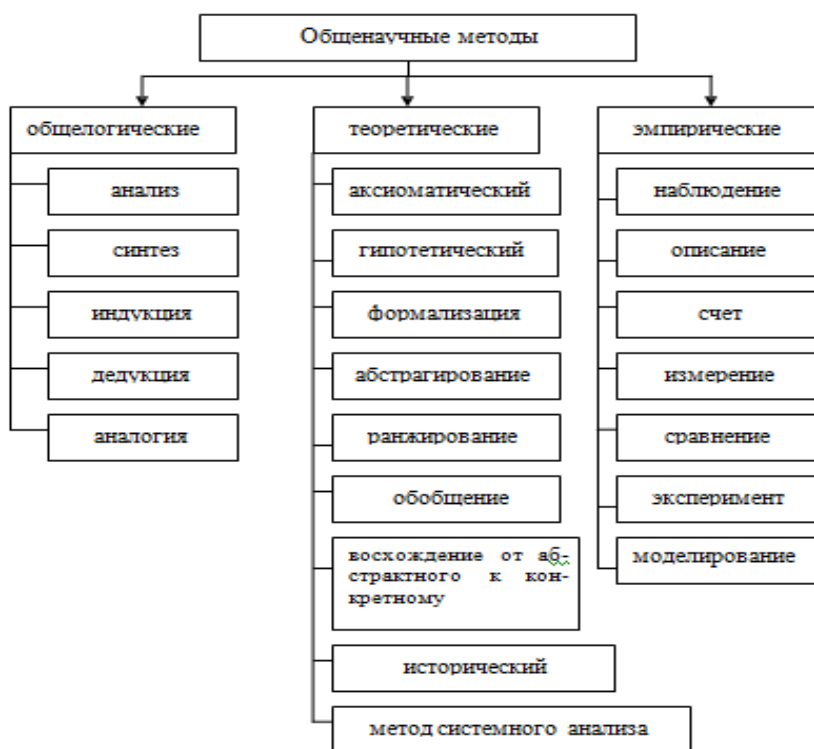 Общенаучные методы
общелогические
анализ
синтез
индукция
дедукция
аналогия
теоретические
аксиоматический
гипотетический
формализация
абстрагирование
ранжирование
обобщение
восхождение от аб-
страктного к кон-
кретному
исторический
метод системного анализа
эмпирические
наблюдение
описание
счет
измерение
сравнение
эксперимент
моделирование